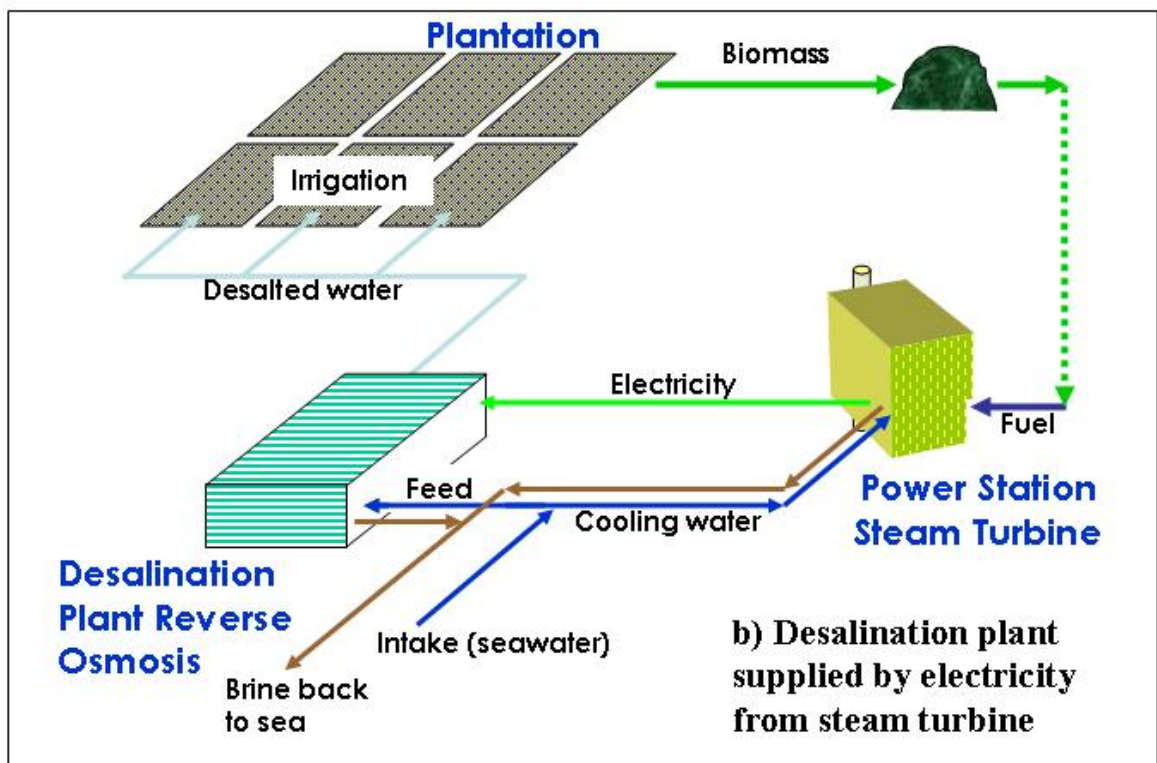 Plantation
Biomass
Irrigation
Desalted water
Electricity
Fuel
Feed
Cooling water
Power Station
Steam Turbine
Desalination
Plant Reverse
Osmosis
Intake (seawater)
Brine back
to sea
b) Desalination plant
supplied by electricity
from steam turbine